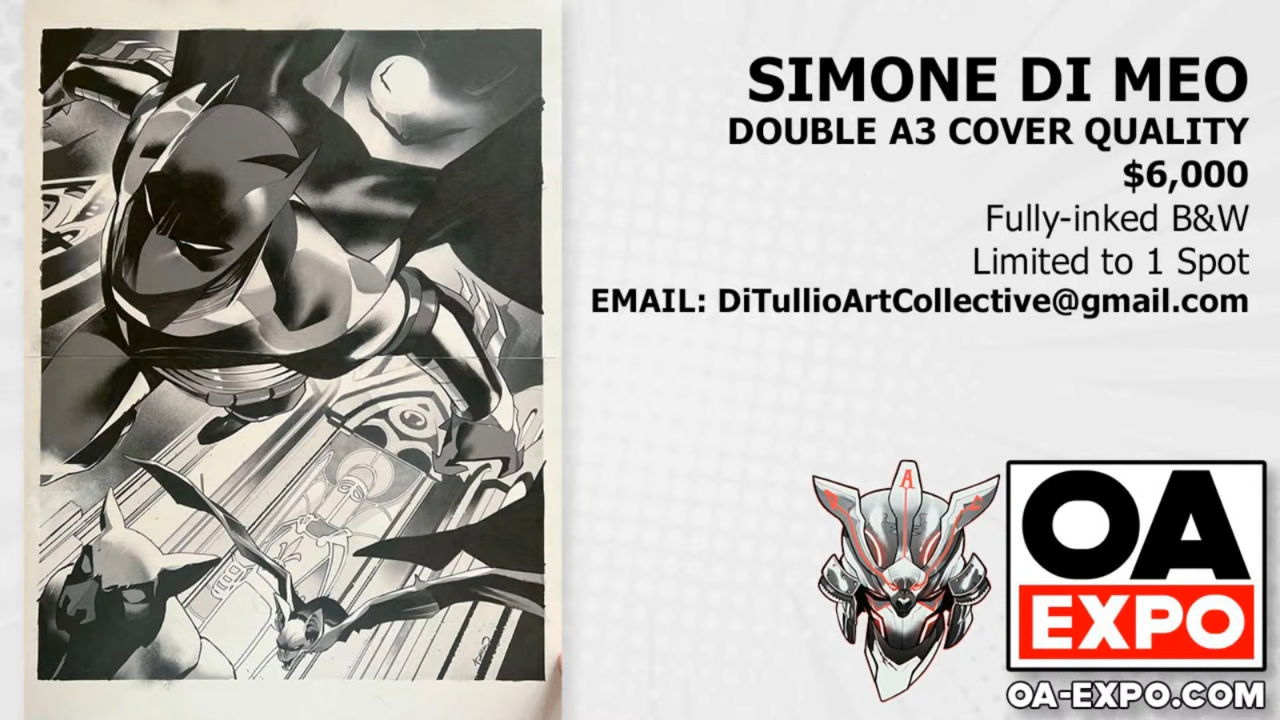 SIMONE DI MEO
DOUBLE A3 COVER QUALITY
$6,000
Fully-inked B&W
Limited to 1 Spot
EMAIL: DiTullioArtCollective@gmail.com
A
OA
EXPO
OA-EXPO.COM